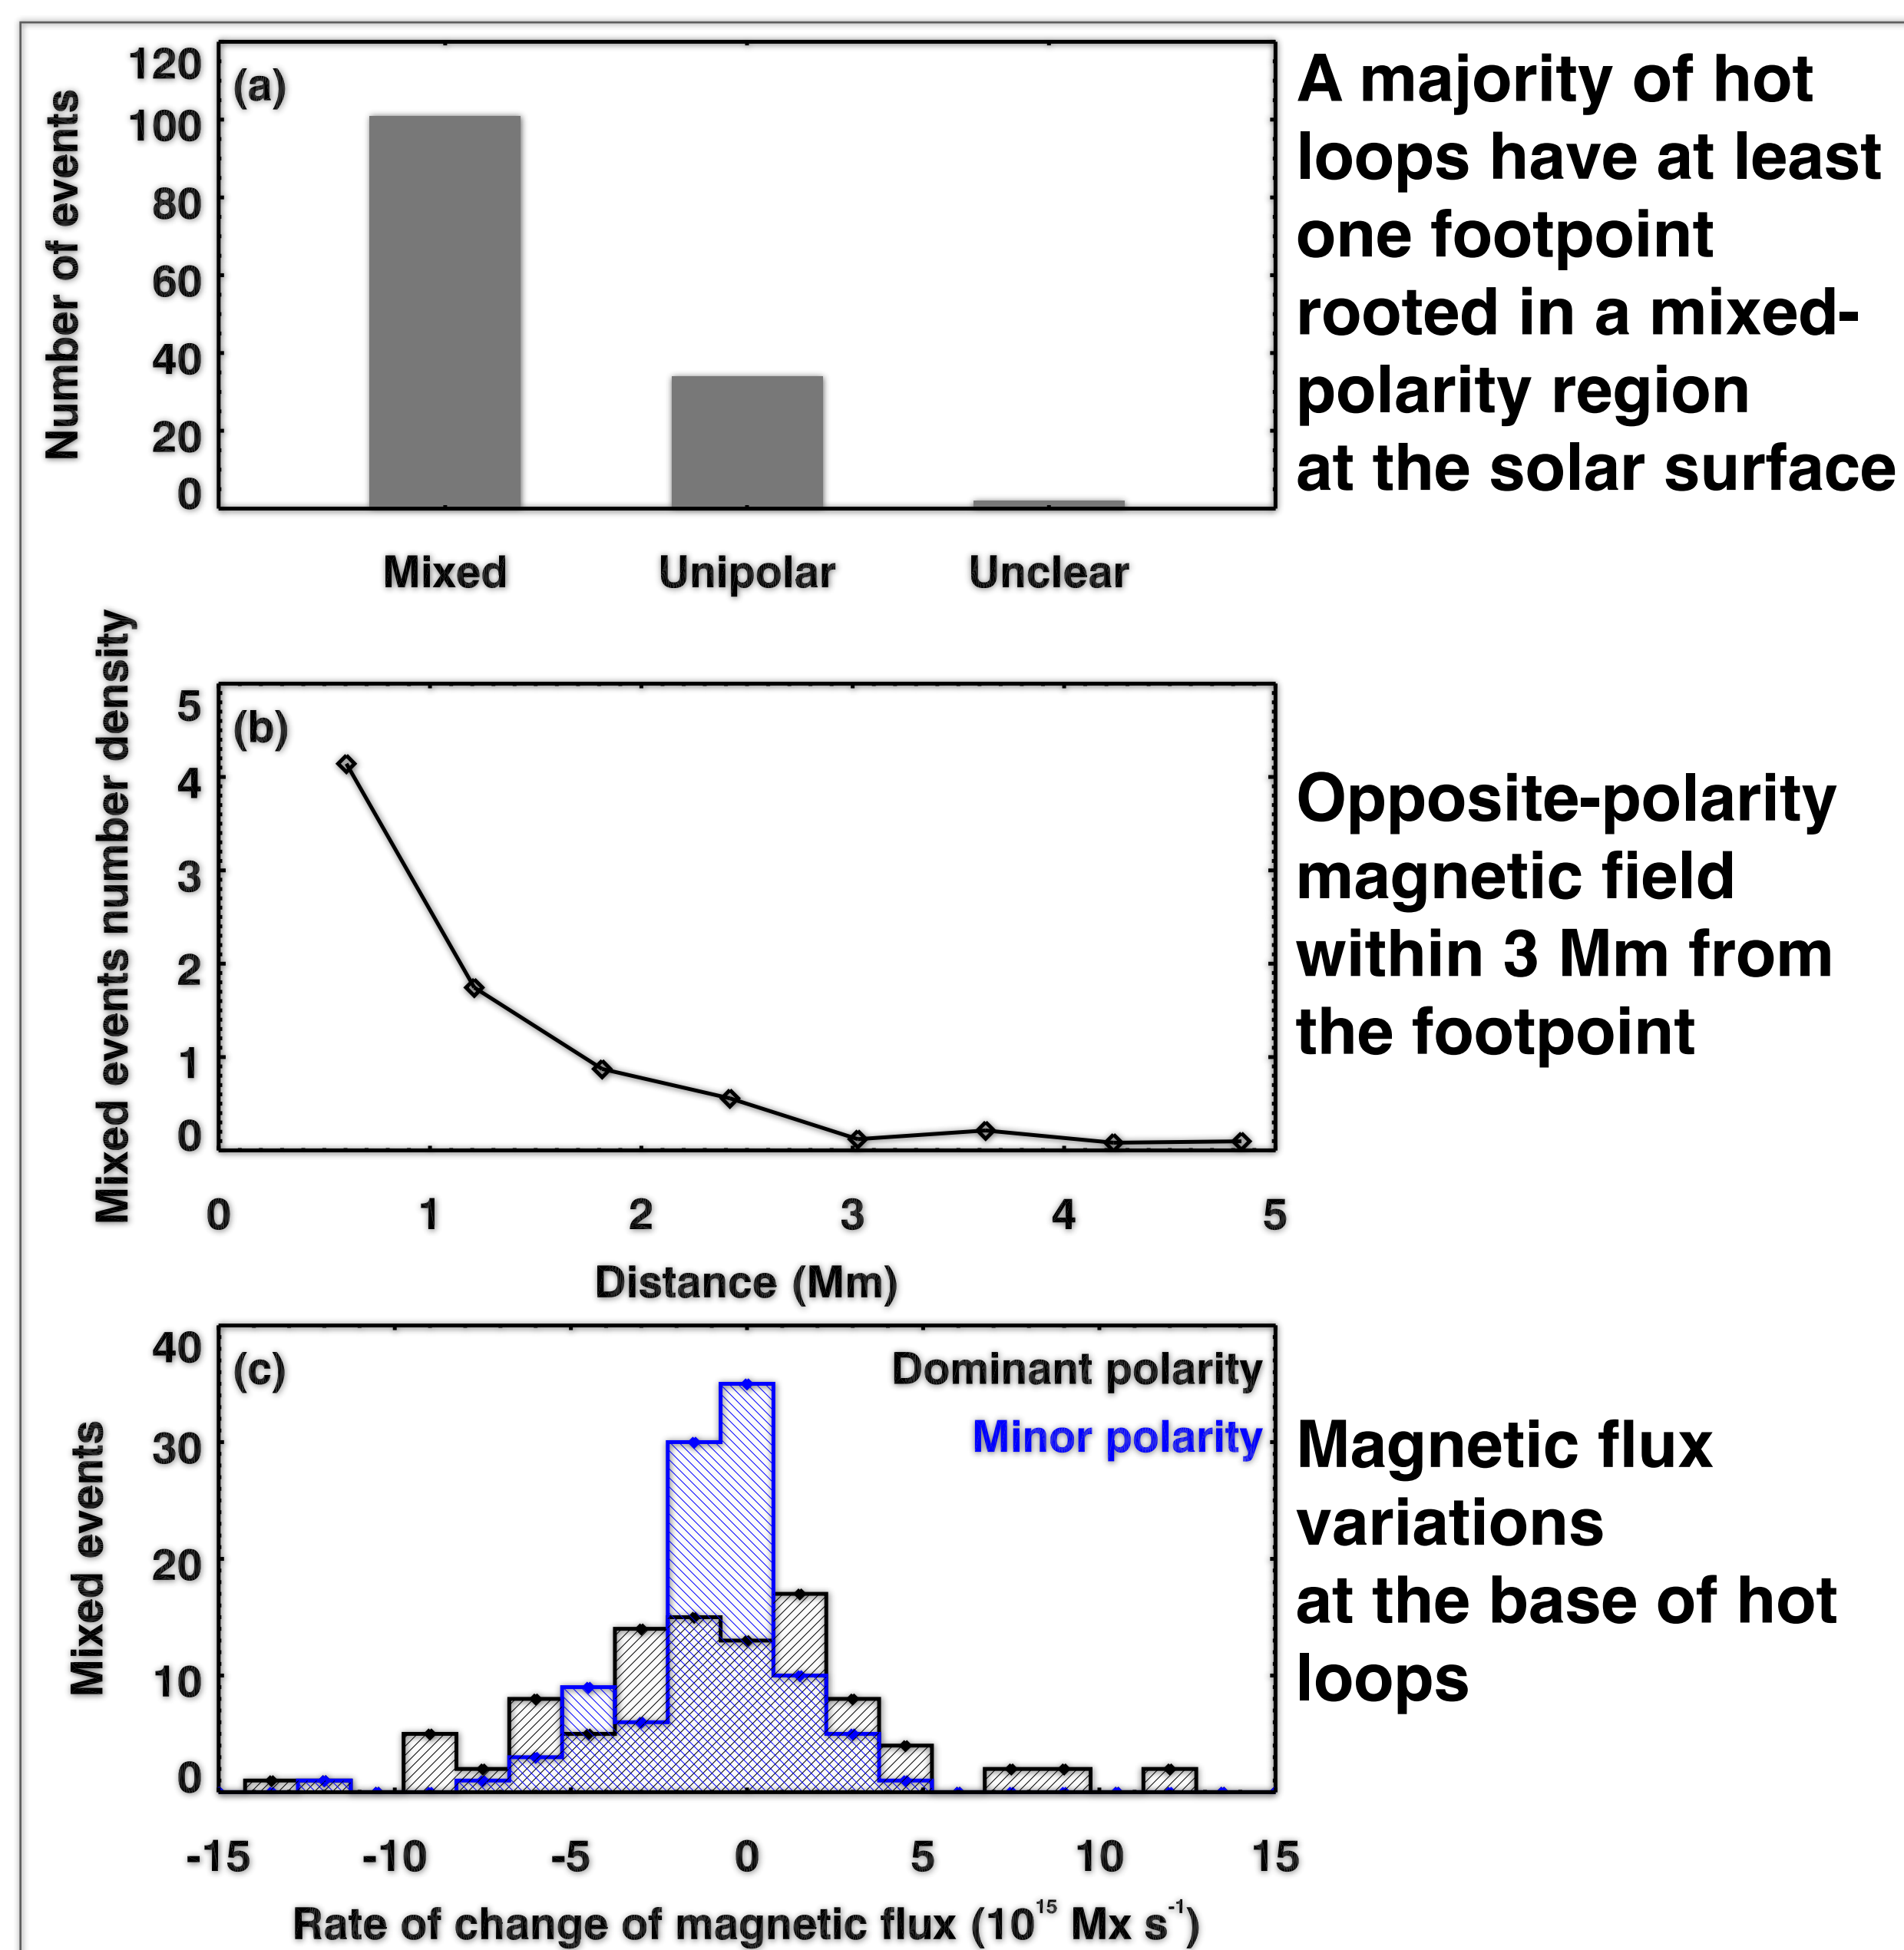 120
(a)
100
80
60
40
20
0
Number of events
Mixed Unipolar Unclear
A majority of hot
loops have at least
one footpoint
rooted in a mixed-
polarity region
at the solar surface
5
(b)
4
3
2
1
0
Mixed events number density
0 1 2 3 4 5
Distance (Mm)
Opposite-polarity
magnetic field
within 3 Mm from
the footpoint
40
(c)
30
20
10
0
Mixed events
Dominant polarity
Minor polarity
-15 -10 -5 0 5 10 15
Rate of change of magnetic flux (10¹⁵ Mx s⁻¹)
Magnetic flux
variations
at the base of hot
loops